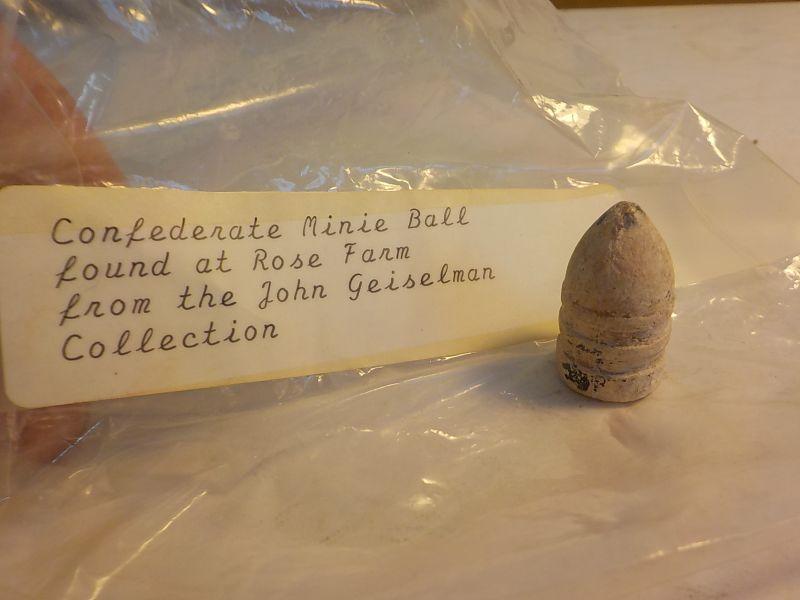 Confederate Minie Ball
found at Rose Farm
from the John Geiselman
Collection